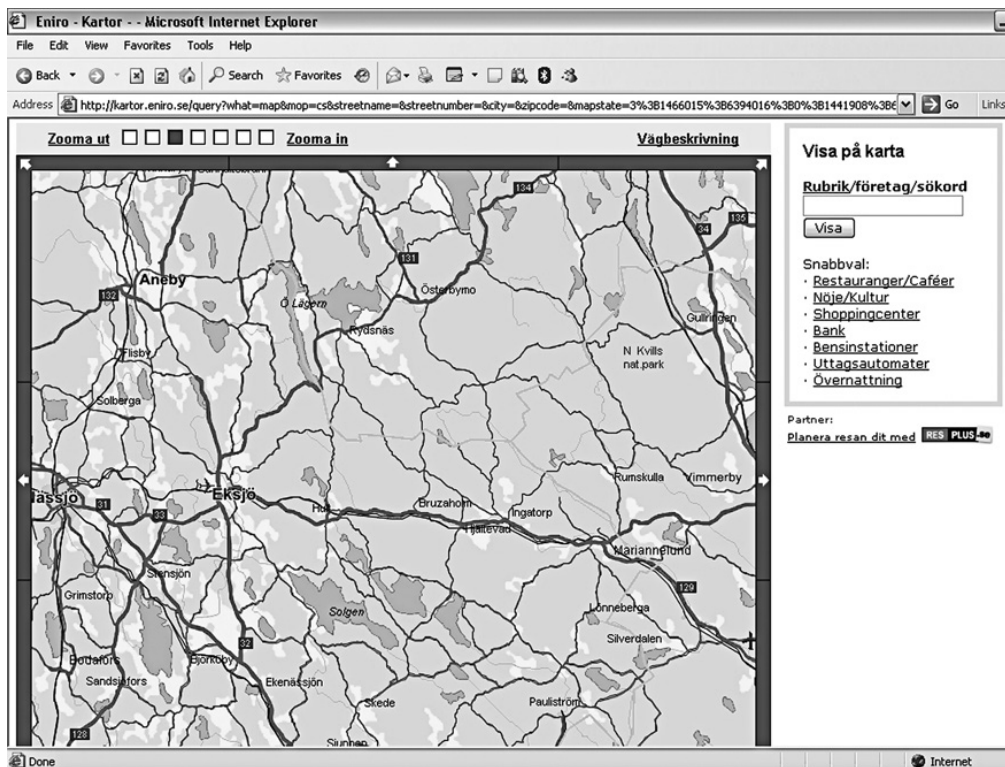 Eniro - Kartor - - Microsoft Internet Explorer
File Edit View Favorites Tools Help
Back Search Favorites
Address http://kartor.eniro.se/query?what=map&mop=cs&streetname=&streetnumber=&city=&zipcode=&mapstate=3%3B1466015%3B6394016%3B0%3B1441908%3B6 Go Links
Zooma ut Zooma in Vägbeskrivning
134
135
34
131
Aneby
Österbymo
132
Ö Lägern
Rydsnäs
Gullringen
Flisby
N Kvills
nat.park
Solberga
Rumskulla Vimmerby
Eksjö
31
33
Bruzaholm
Ingatorp
Hjältevad
Mariannelund
Stensjön
129
Grimstorp
Solgen
Lönneberga
Silverdalen
32
Bodafors
Björköby
Sandsjöfors
Ekenässjön
Skede
Pauliström
128
Visa på karta
Rubrik/företag/sökord
Visa
Snabbval:
· Restauranger/Caféer
· Nöje/Kultur
· Shoppingcenter
· Bank
· Bensinstationer
· Uttagsautomater
· Övernattning
Partner:
Planera resan dit med RES PLUS.se
Done Internet